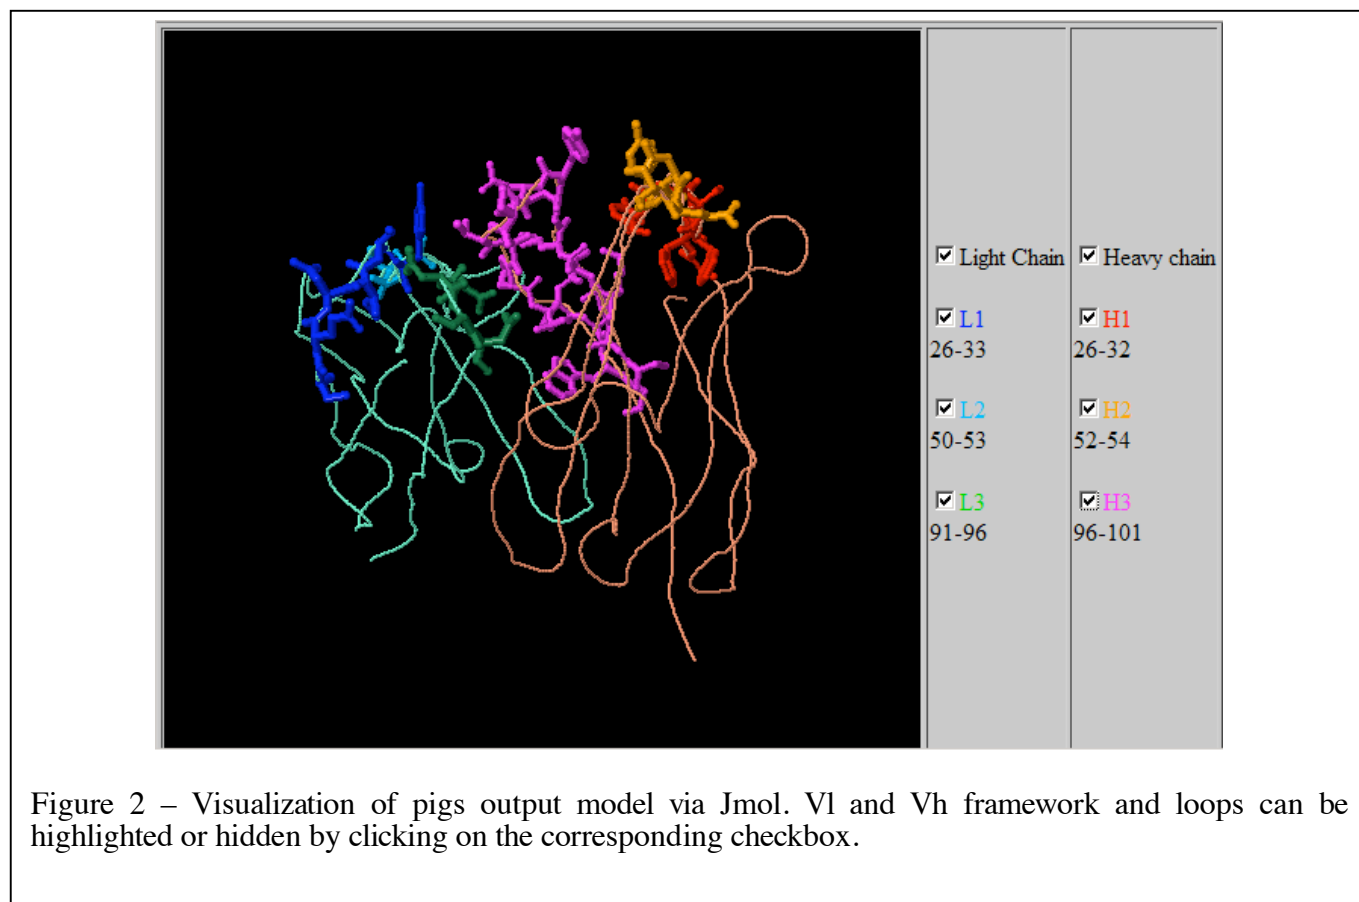 Light Chain
Heavy chain
L1
H1
26-33
26-32
L2
H2
50-53
52-54
L3
H3
91-96
96-101
Figure 2 – Visualization of pigs output model via Jmol. Vl and Vh framework and loops can be
highlighted or hidden by clicking on the corresponding checkbox.